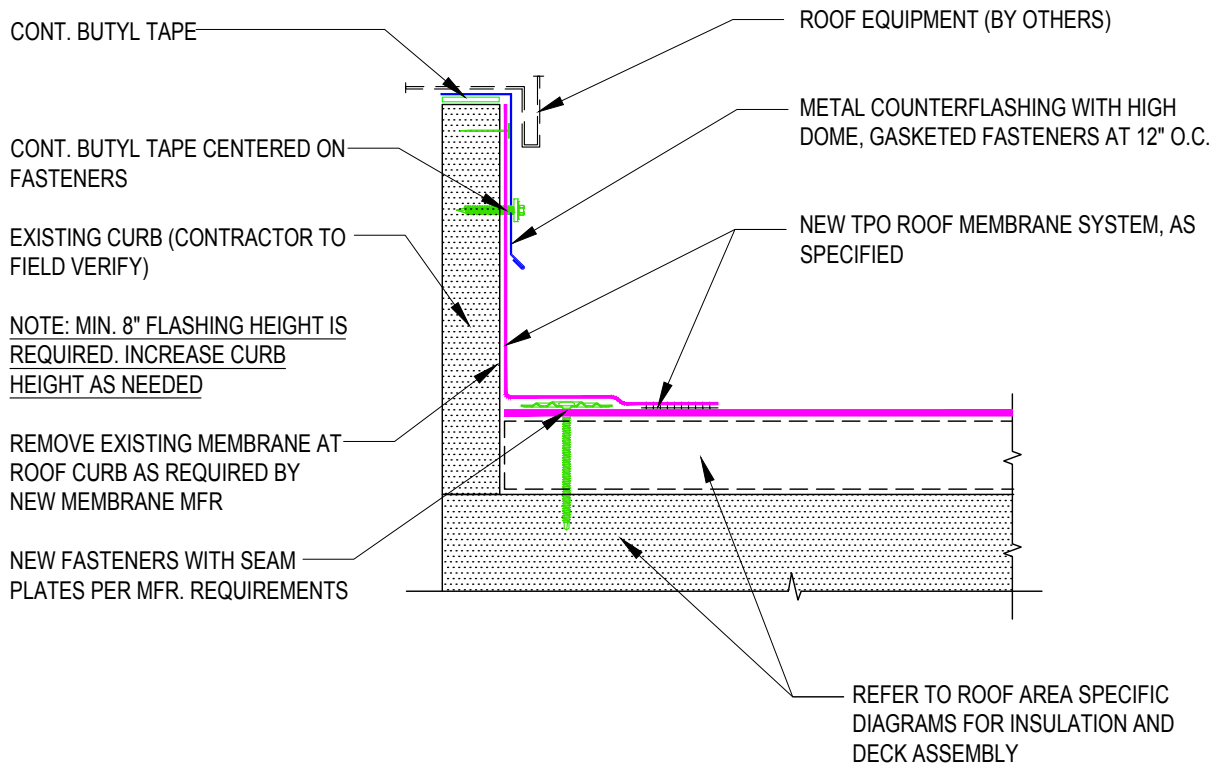 CONT. BUTYL TAPE
CONT. BUTYL TAPE CENTERED ON
FASTENERS
EXISTING CURB (CONTRACTOR TO
FIELD VERIFY)
NOTE: MIN. 8" FLASHING HEIGHT IS
REQUIRED. INCREASE CURB
HEIGHT AS NEEDED
REMOVE EXISTING MEMBRANE AT
ROOF CURB AS REQUIRED BY
NEW MEMBRANE MFR
NEW FASTENERS WITH SEAM
PLATES PER MFR. REQUIREMENTS
ROOF EQUIPMENT (BY OTHERS)
METAL COUNTERFLASHING WITH HIGH
DOME, GASKETED FASTENERS AT 12" O.C.
NEW TPO ROOF MEMBRANE SYSTEM, AS
SPECIFIED
REFER TO ROOF AREA SPECIFIC
DIAGRAMS FOR INSULATION AND
DECK ASSEMBLY